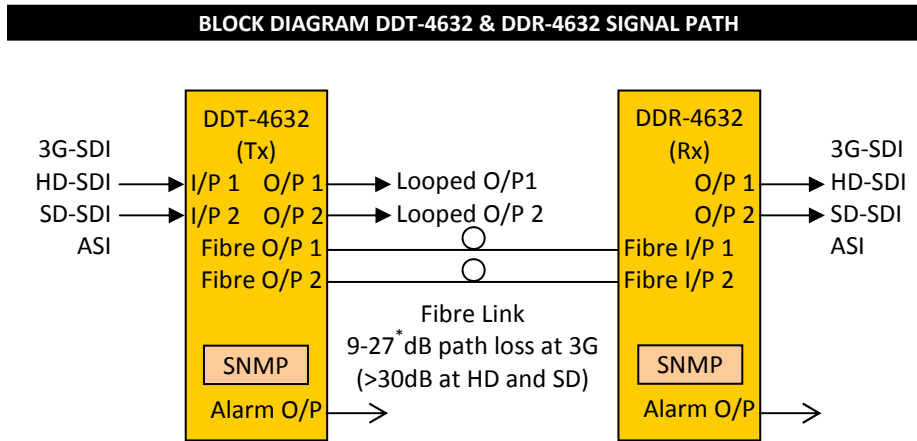 BLOCK DIAGRAM DDT-4632 & DDR-4632 SIGNAL PATH
3G-SDI
HD-SDI
SD-SDI
ASI
DDT-4632
(Tx)
I/P 1 O/P 1
I/P 2 O/P 2
Fibre O/P 1
Fibre O/P 2
SNMP
Alarm O/P
Looped O/P1
Looped O/P 2
Fibre Link
9-27*dB path loss at 3G
(>30dB at HD and SD)
DDR-4632
(Rx)
O/P 1
O/P 2
Fibre I/P 1
Fibre I/P 2
SNMP
Alarm O/P
3G-SDI
HD-SDI
SD-SDI
ASI